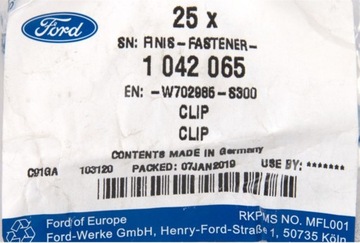 Ford
25 x
SN: FINIS-FASTENER-
1 042 065
EN: -W702985-S300
CLIP
CLIP
CONTENTS MADE IN Germany
C91GA 103120 PACKED: 07JAN2019 USE BY:*******
Ford of Europe
Ford-Werke GmbH, Henry-Ford-Straße 1, 50735 Köln
RKPMS NO. MFL001